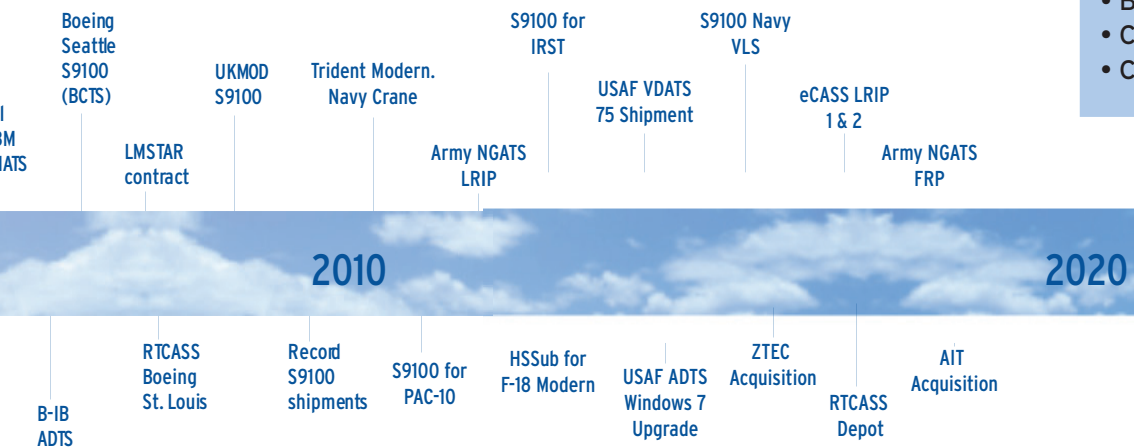 Boeing
Seattle
S9100
(BCTS)
LMSTAR
contract
UKMOD
S9100
Trident Modern.
Navy Crane
Army NGATS
LRIP
S9100 for
IRST
USAF VDATS
75 Shipment
S9100 Navy
VLS
eCASS LRIP
1 & 2
Army NGATS
FRP
2010
2020
B-IB
ADTS
RTCASS
Boeing
St. Louis
Record
S9100
shipments
S9100 for
PAC-10
HSSub for
F-18 Modern
USAF ADTS
Windows 7
Upgrade
ZTEC
Acquisition
RTCASS
Depot
AIT
Acquisition